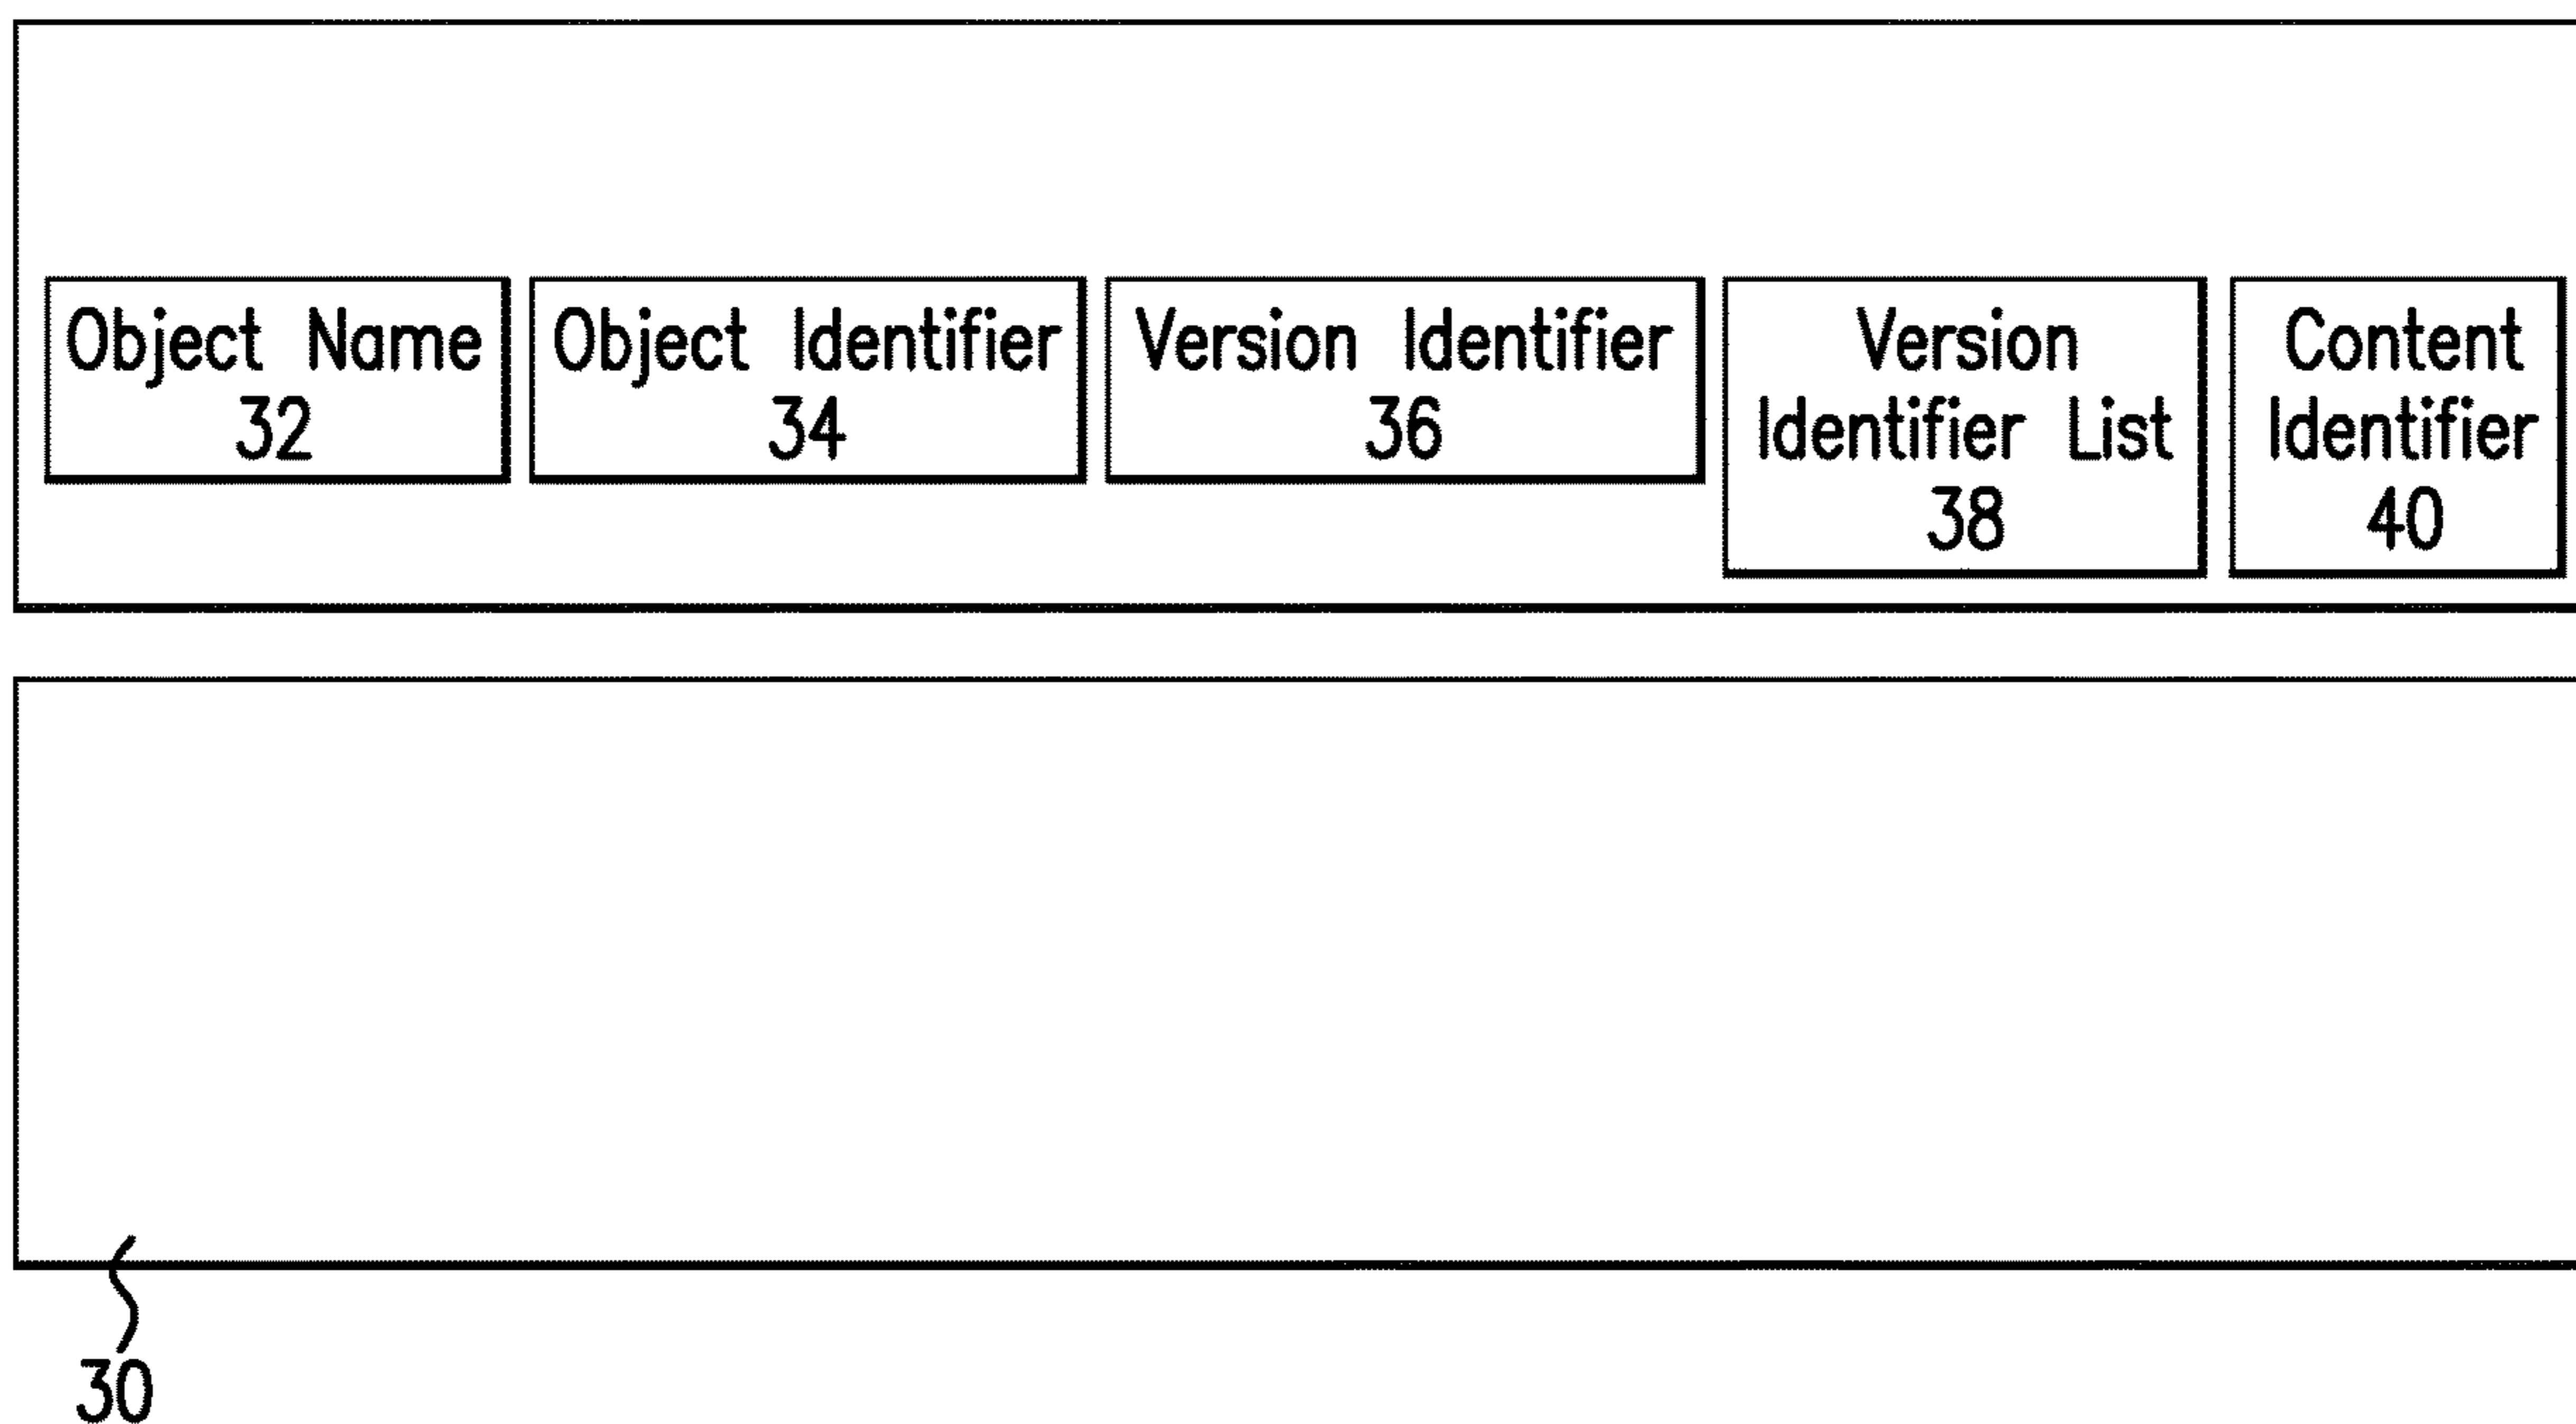 Object Name
32
Object Identifier
34
Version Identifier
36
Version
Identifier List
38
Content
Identifier
40
30